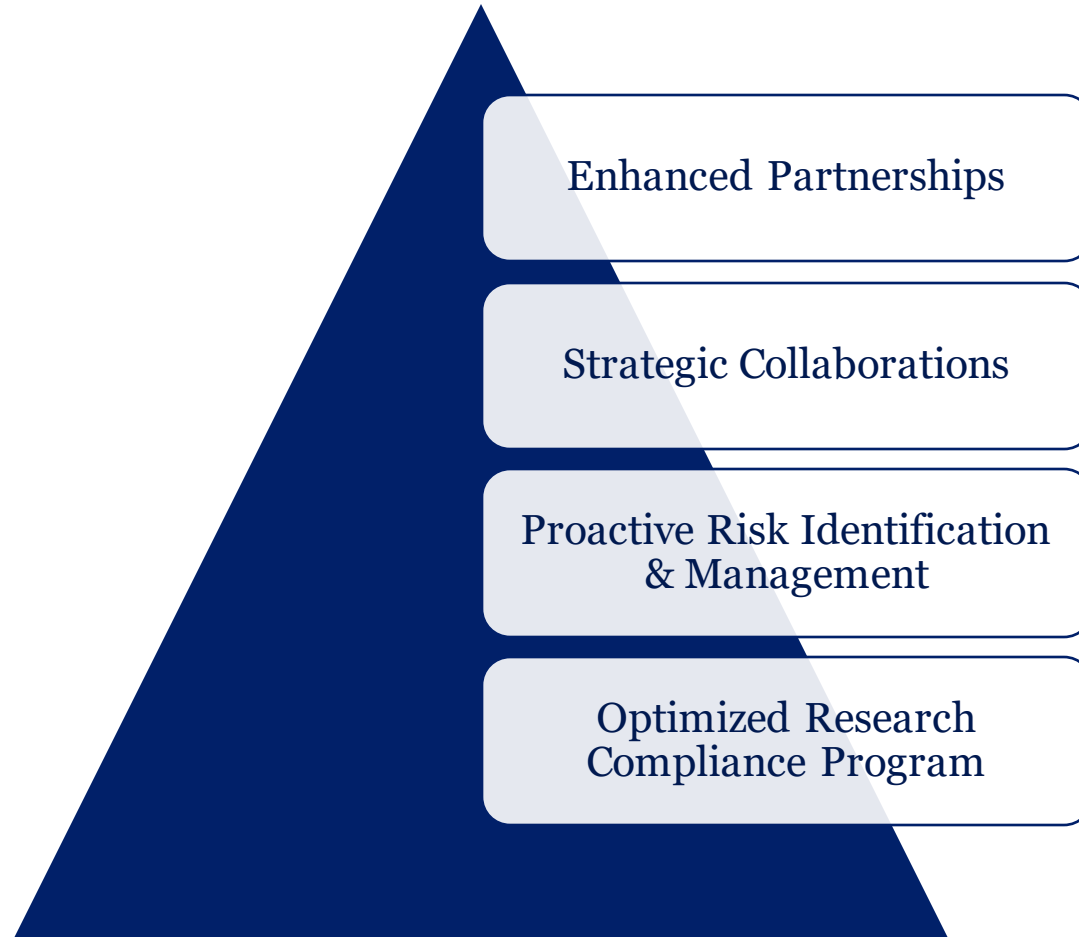 Enhanced Partnerships
Strategic Collaborations
Proactive Risk Identification
& Management
Optimized Research
Compliance Program